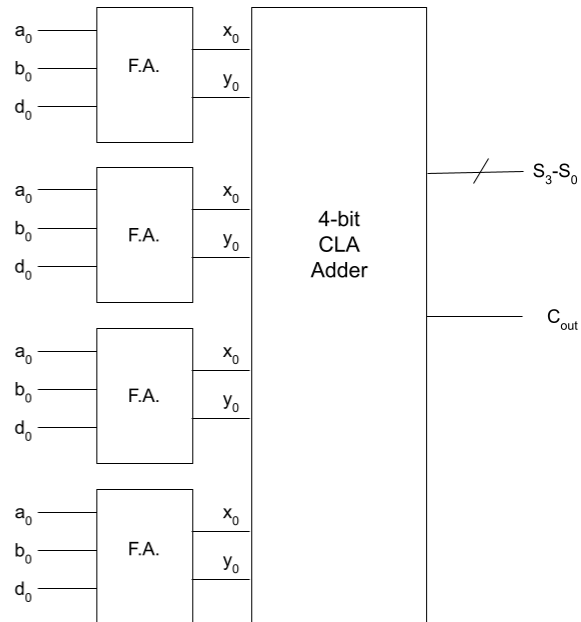 a₀
b₀
d₀
F.A.
x₀
y₀
a₀
b₀
d₀
F.A.
x₀
y₀
a₀
b₀
d₀
F.A.
x₀
y₀
a₀
b₀
d₀
F.A.
x₀
y₀
4-bit
CLA
Adder
S₃-S₀
Cₒᵤₜ